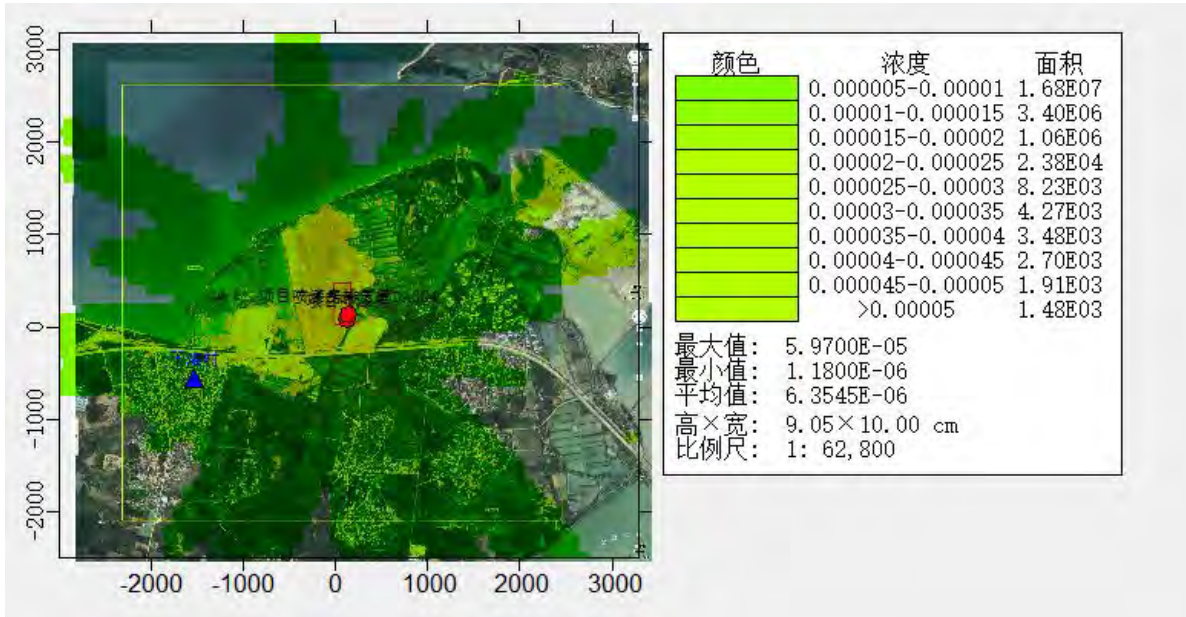 颜色 浓度 面积
0.000005-0.00001 1.68E07
0.00001-0.000015 3.40E06
0.000015-0.00002 1.06E06
0.00002-0.000025 2.38E04
0.000025-0.00003 8.23E03
0.00003-0.000035 4.27E03
0.000035-0.00004 3.48E03
0.00004-0.000045 2.70E03
0.000045-0.00005 1.91E03
>0.00005 1.48E03
最大值: 5.9700E-05
最小值: 1.1800E-06
平均值: 6.3545E-06
高×宽: 9.05×10.00 cm
比例尺: 1: 62,800
3000
2000
1000
0
-1000
-2000
-2000 -1000 0 1000 2000 3000